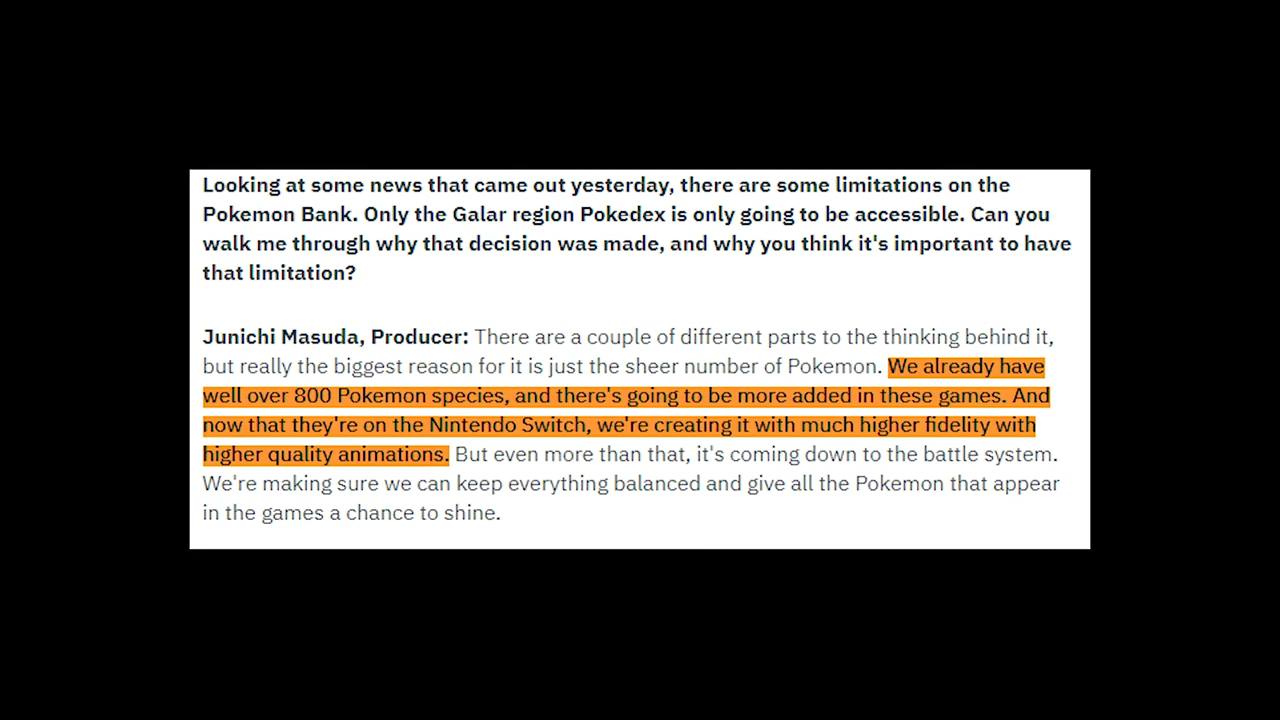 Looking at some news that came out yesterday, there are some limitations on the
Pokemon Bank. Only the Galar region Pokedex is only going to be accessible. Can you
walk me through why that decision was made, and why you think it's important to have
that limitation?
Junichi Masuda, Producer: There are a couple of different parts to the thinking behind it,
but really the biggest reason for it is just the sheer number of Pokemon. We already have
well over 800 Pokemon species, and there's going to be more added in these games. And
now that they're on the Nintendo Switch, we're creating it with much higher fidelity with
higher quality animations. But even more than that, it's coming down to the battle system.
We're making sure we can keep everything balanced and give all the Pokemon that appear
in the games a chance to shine.